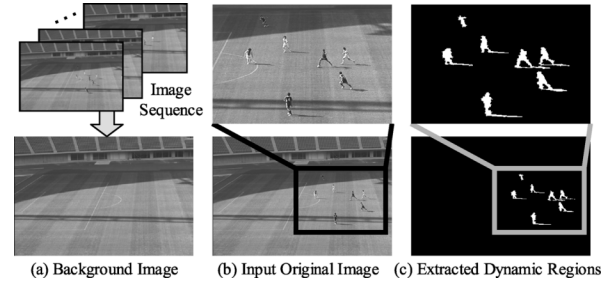 Image
Sequence
(a) Background Image (b) Input Original Image (c) Extracted Dynamic Regions